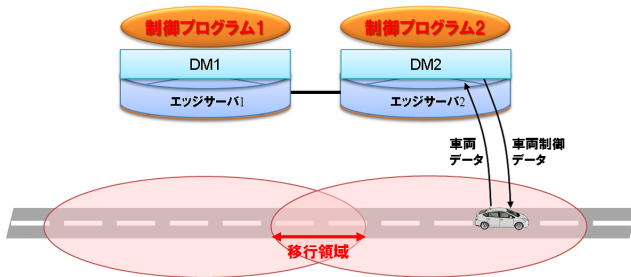 制御プログラム1
制御プログラム2
DM1
DM2
エッジサーバ1
エッジサーバ2
車両
データ
車両制御
データ
移行領域